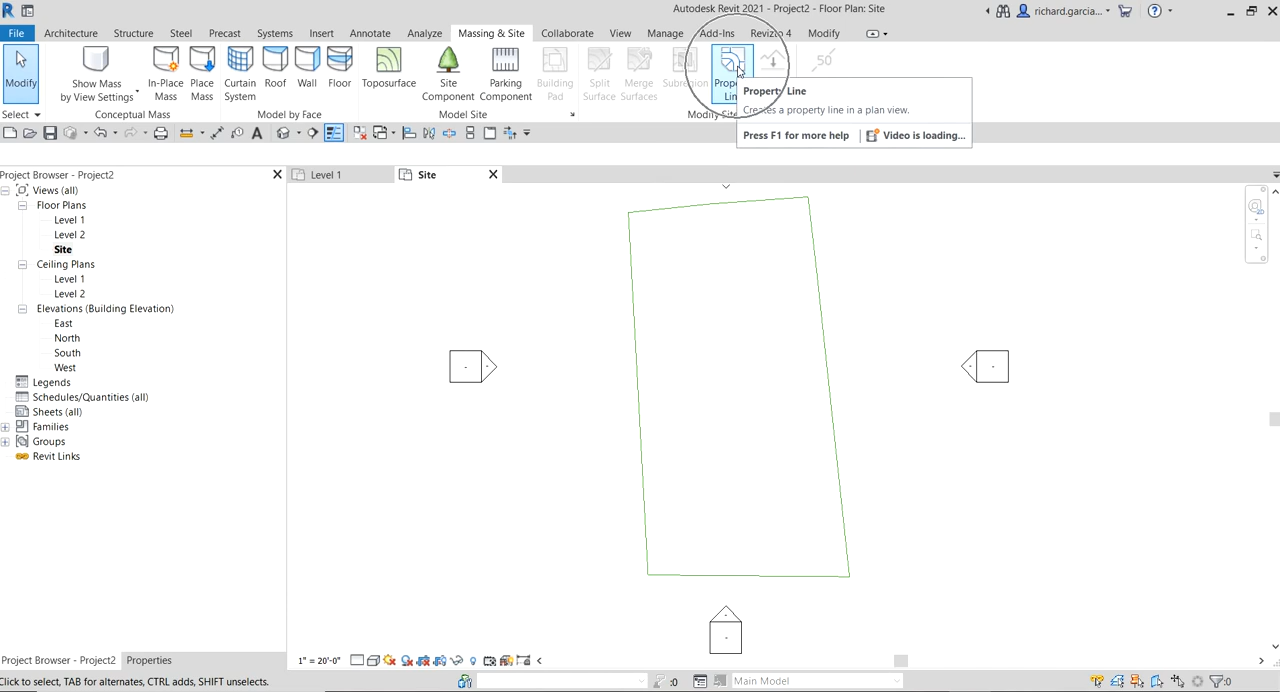 Autodesk Revit 2021 - Project2 - Floor Plan: Site
richard.garcia...
File Architecture Structure Steel Precast Systems Insert Annotate Analyze Massing & Site Collaborate View Manage Add-Ins Revizto 4 Modify
Modify
Show Mass
by View Settings
In-Place
Mass
Place
Mass
Curtain
System
Roof
Wall
Floor
Toposurface
Site
Component
Parking
Component
Building
Pad
Split
Surface
Merge
Surfaces
Subregion
50
Select
Conceptual Mass
Model by Face
Model Site
Property Line
Creates a property line in a plan view.
Press F1 for more help
Video is loading...
Project Browser - Project2
Level 1
Site
Views (all)
Floor Plans
Level 1
Level 2
Site
Ceiling Plans
Level 1
Level 2
Elevations (Building Elevation)
East
North
South
West
Legends
Schedules/Quantities (all)
Sheets (all)
Families
Groups
Revit Links
Project Browser - Project2
Properties
1" = 20'-0"
Click to select, TAB for alternates, CTRL adds, SHIFT unselects.
:0
Main Model
:0